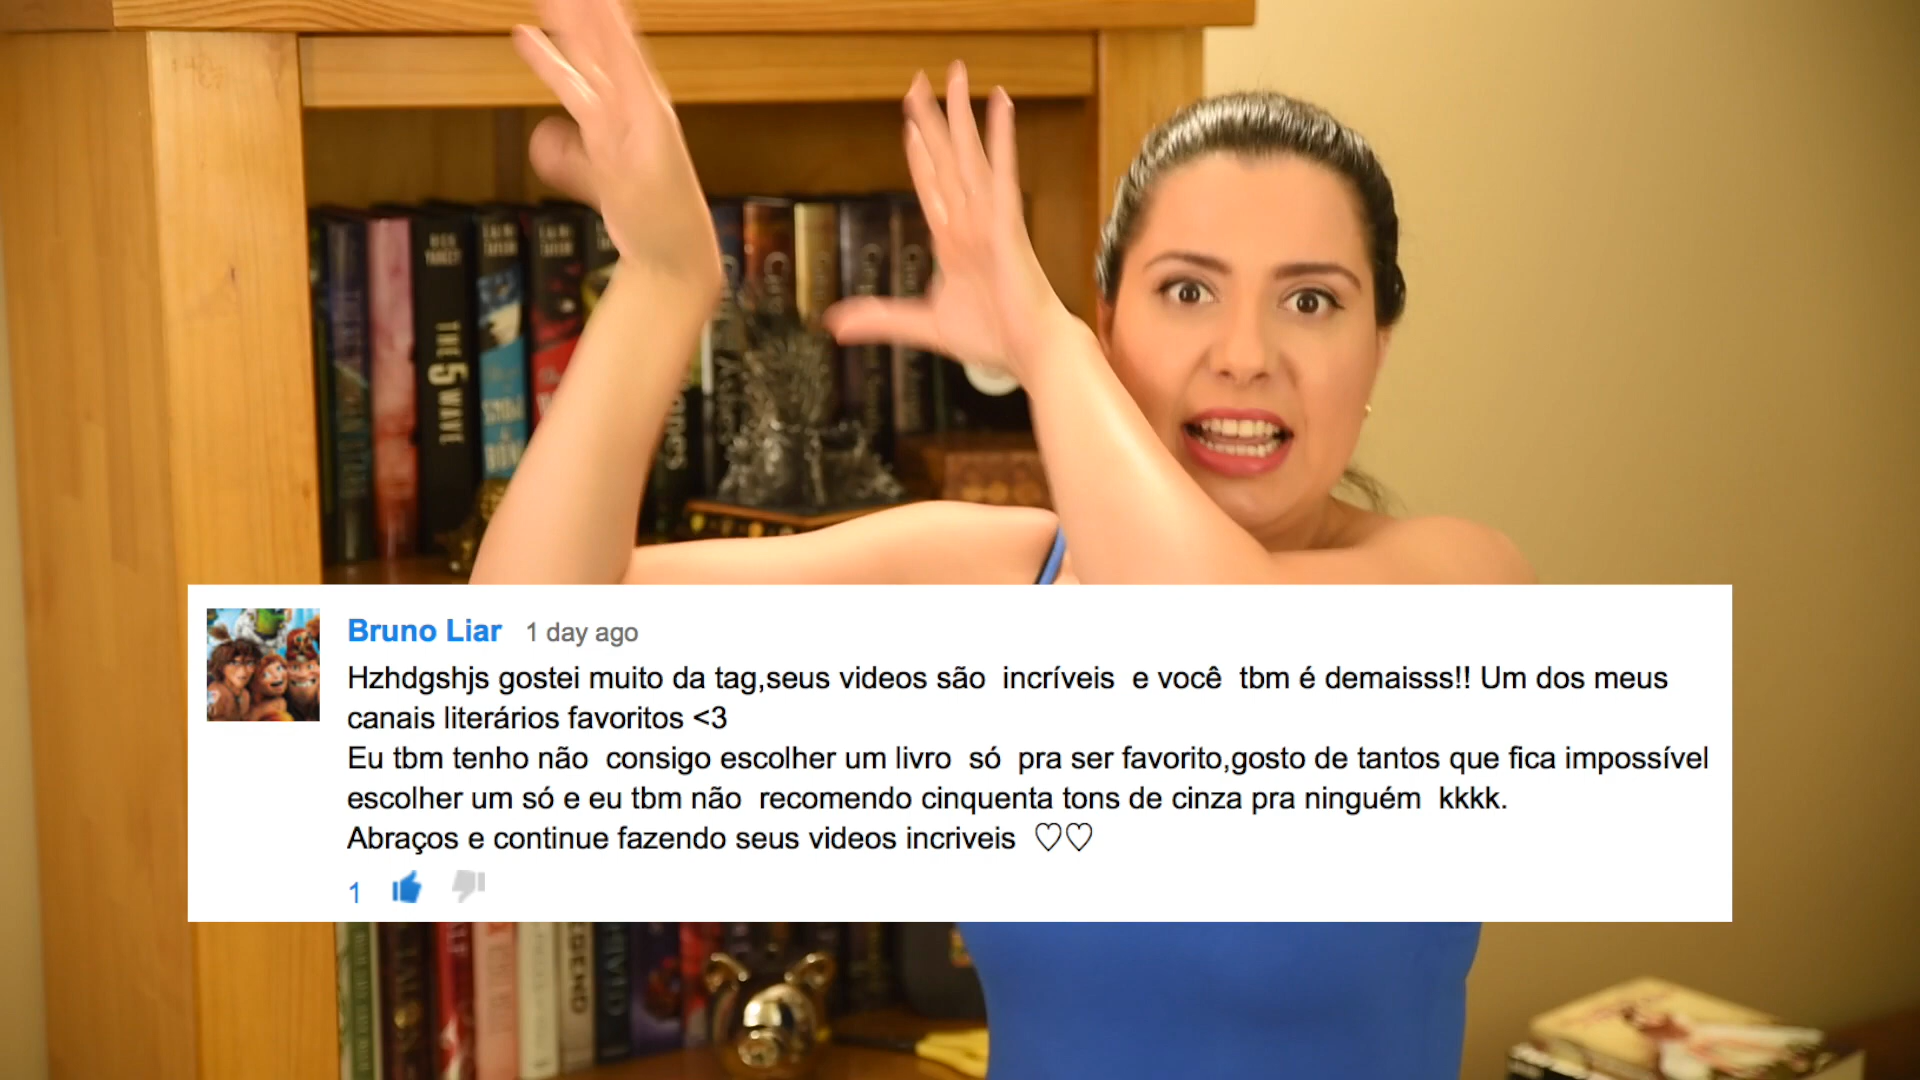 THE 5 WAVE
LEGEND
Bruno Liar 1 day ago
Hzhdgshjs gostei muito da tag,seus videos são incríveis e você tbm é demaisss!! Um dos meus
canais literários favoritos <3
Eu tbm tenho não consigo escolher um livro só pra ser favorito,gosto de tantos que fica impossível
escolher um só e eu tbm não recomendo cinquenta tons de cinza pra ninguém kkkk.
Abraços e continue fazendo seus videos incriveis ♡♡
1